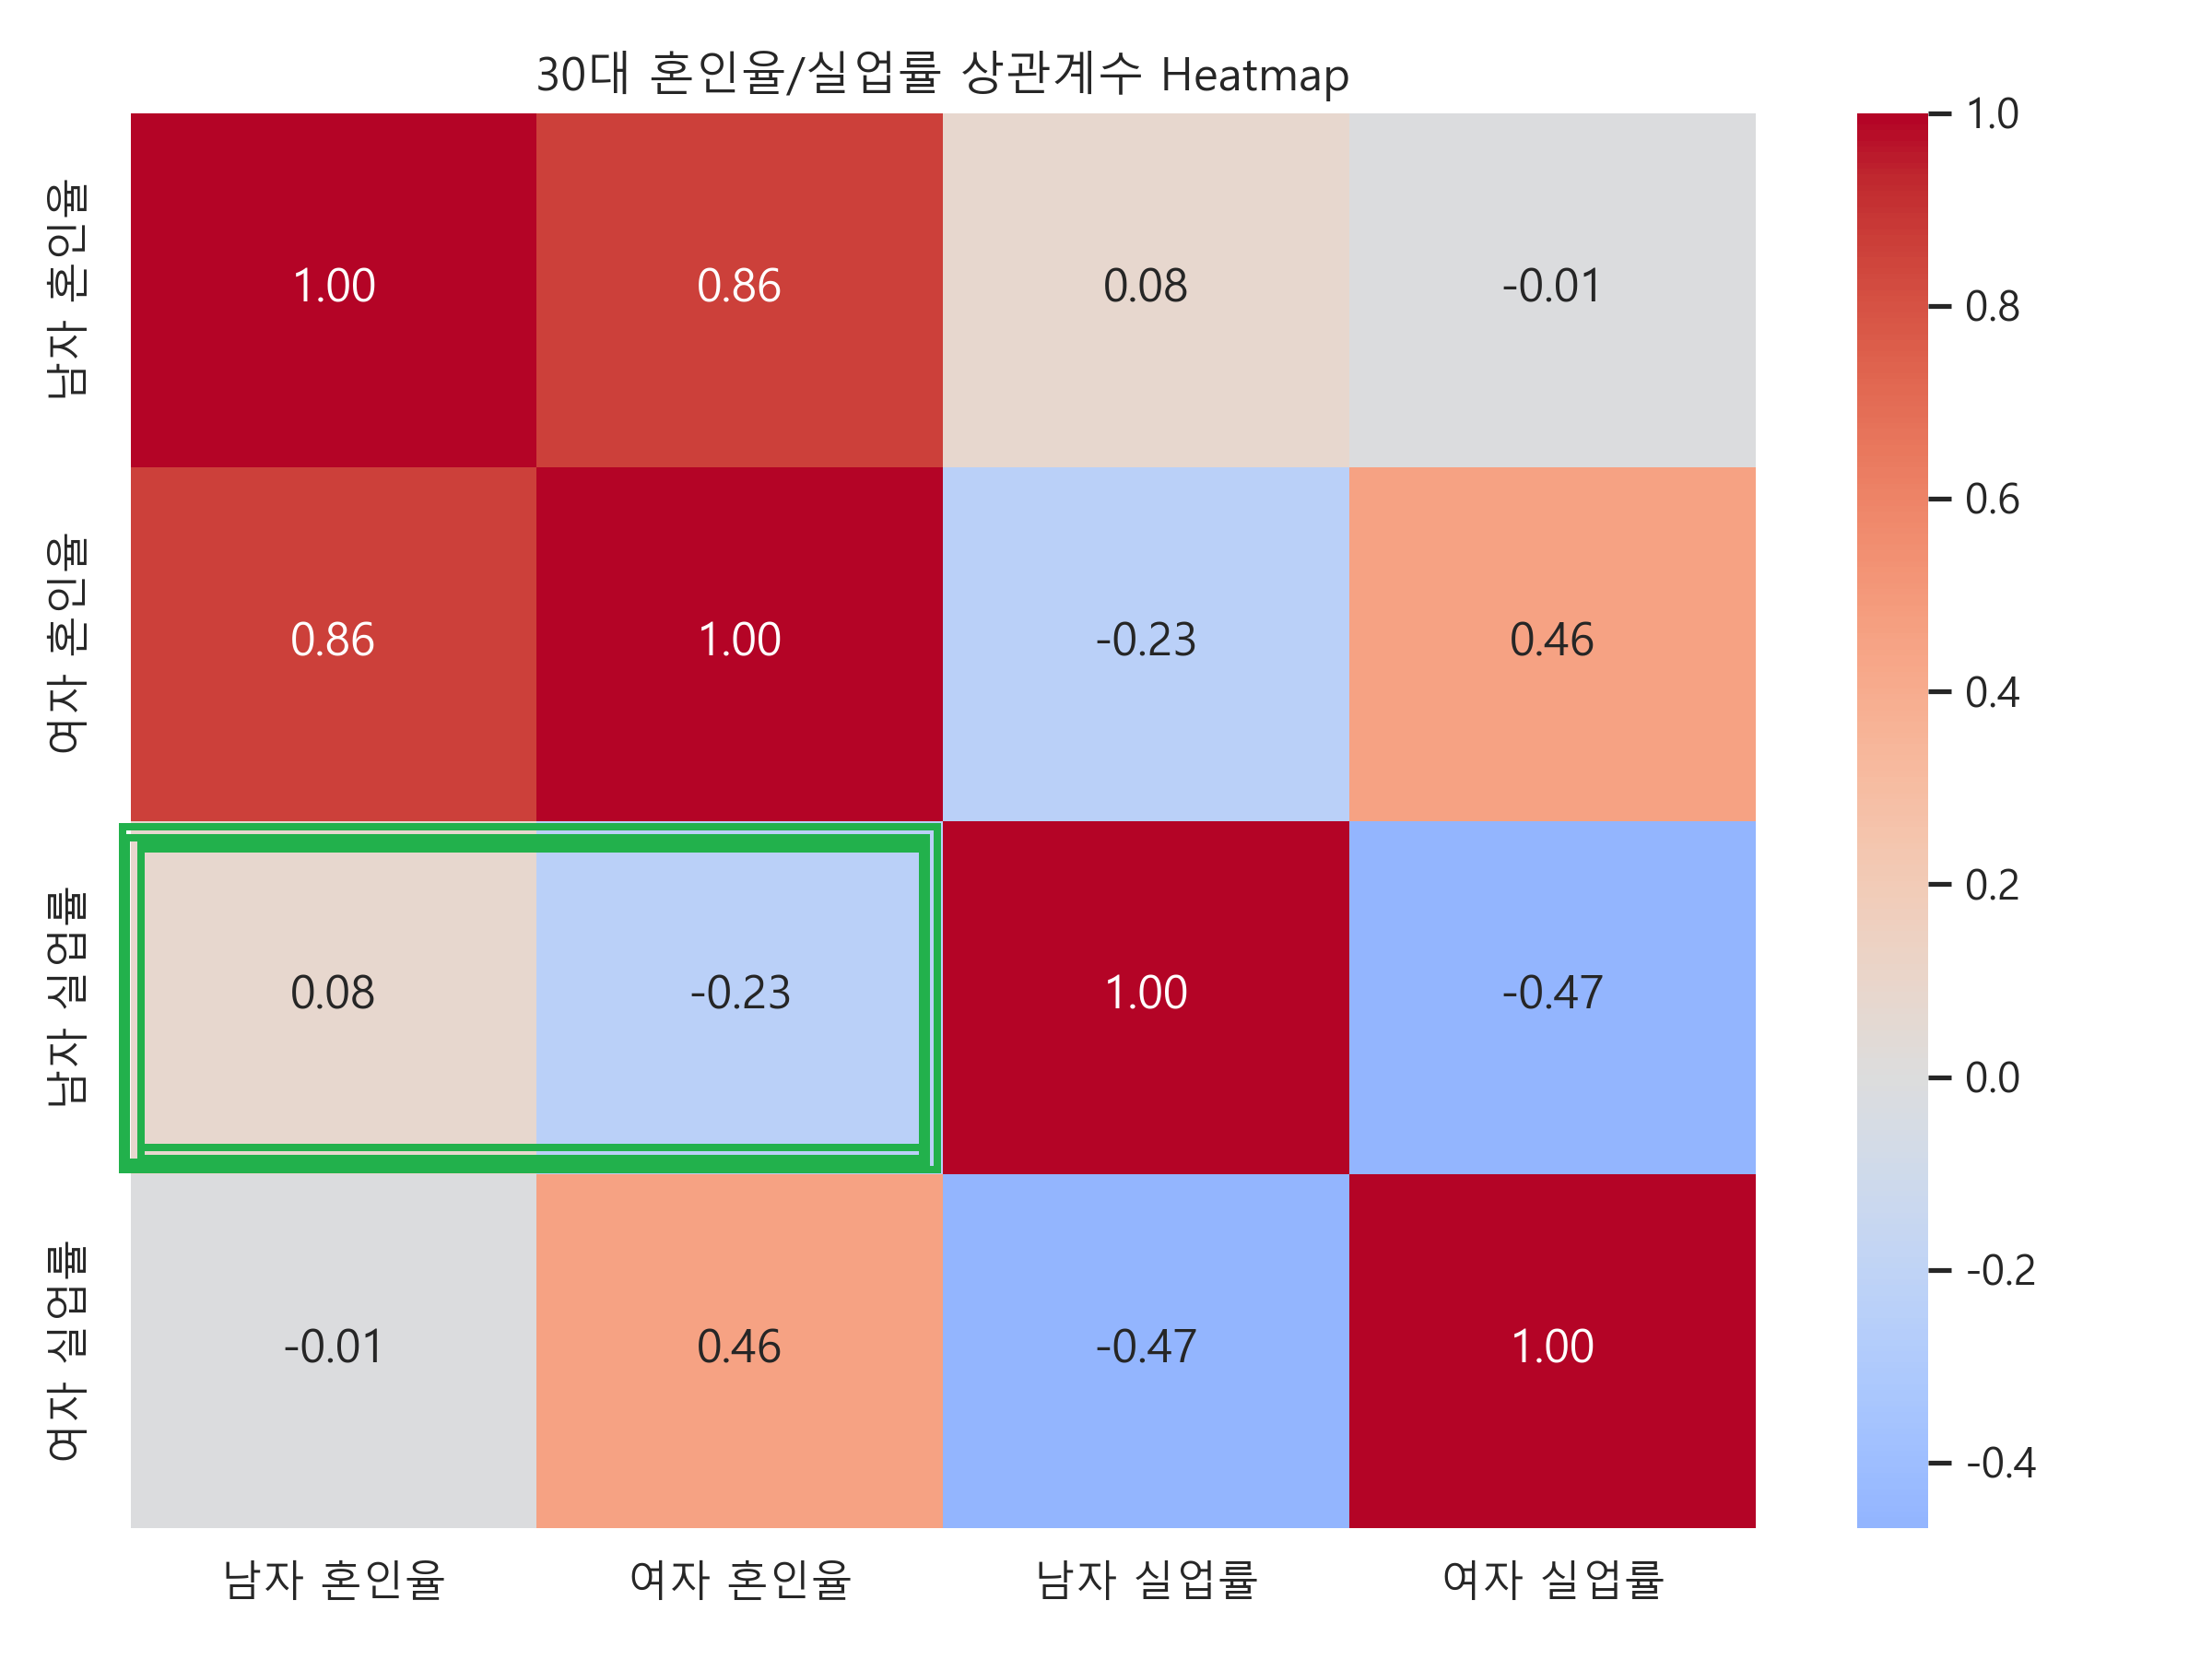 30대 혼인율/실업률 상관계수 Heatmap
남자 혼인율
1.00 0.86 0.08 -0.01
여자 혼인율
0.86 1.00 -0.23 0.46
남자 실업률
0.08 -0.23 1.00 -0.47
여자 실업률
-0.01 0.46 -0.47 1.00
남자 혼인율 여자 혼인율 남자 실업률 여자 실업률
1.0
0.8
0.6
0.4
0.2
0.0
-0.2
-0.4